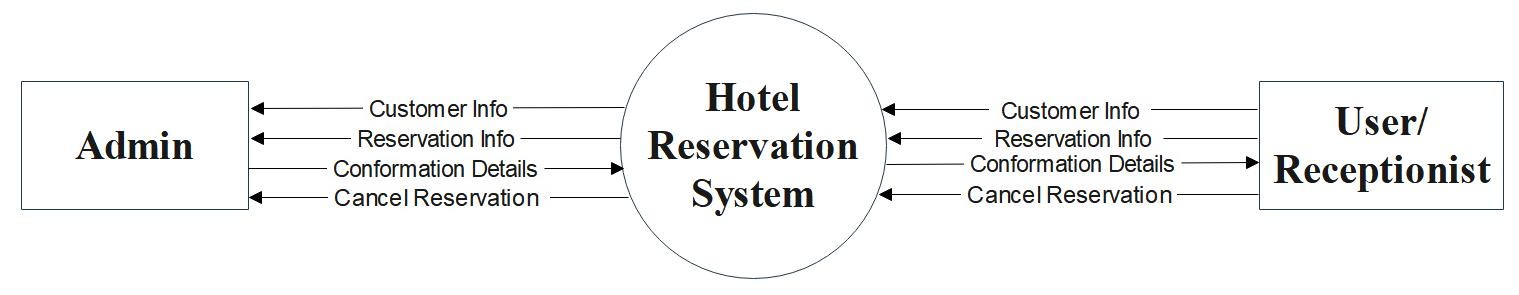 Admin
Customer Info
Reservation Info
Conformation Details
Cancel Reservation
Hotel
Reservation
System
Customer Info
Reservation Info
Conformation Details
Cancel Reservation
User/
Receptionist